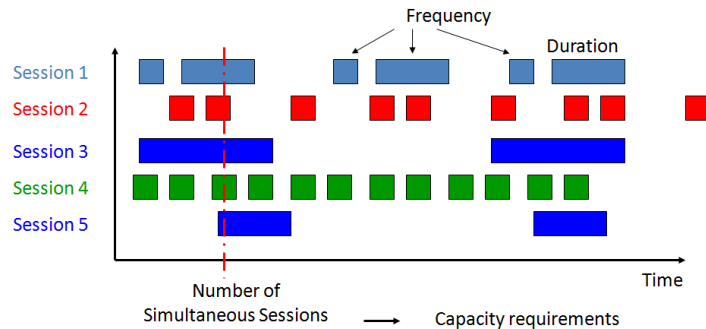 Frequency
Duration
Session 1
Session 2
Session 3
Session 4
Session 5
Time
Number of
Simultaneous Sessions
Capacity requirements